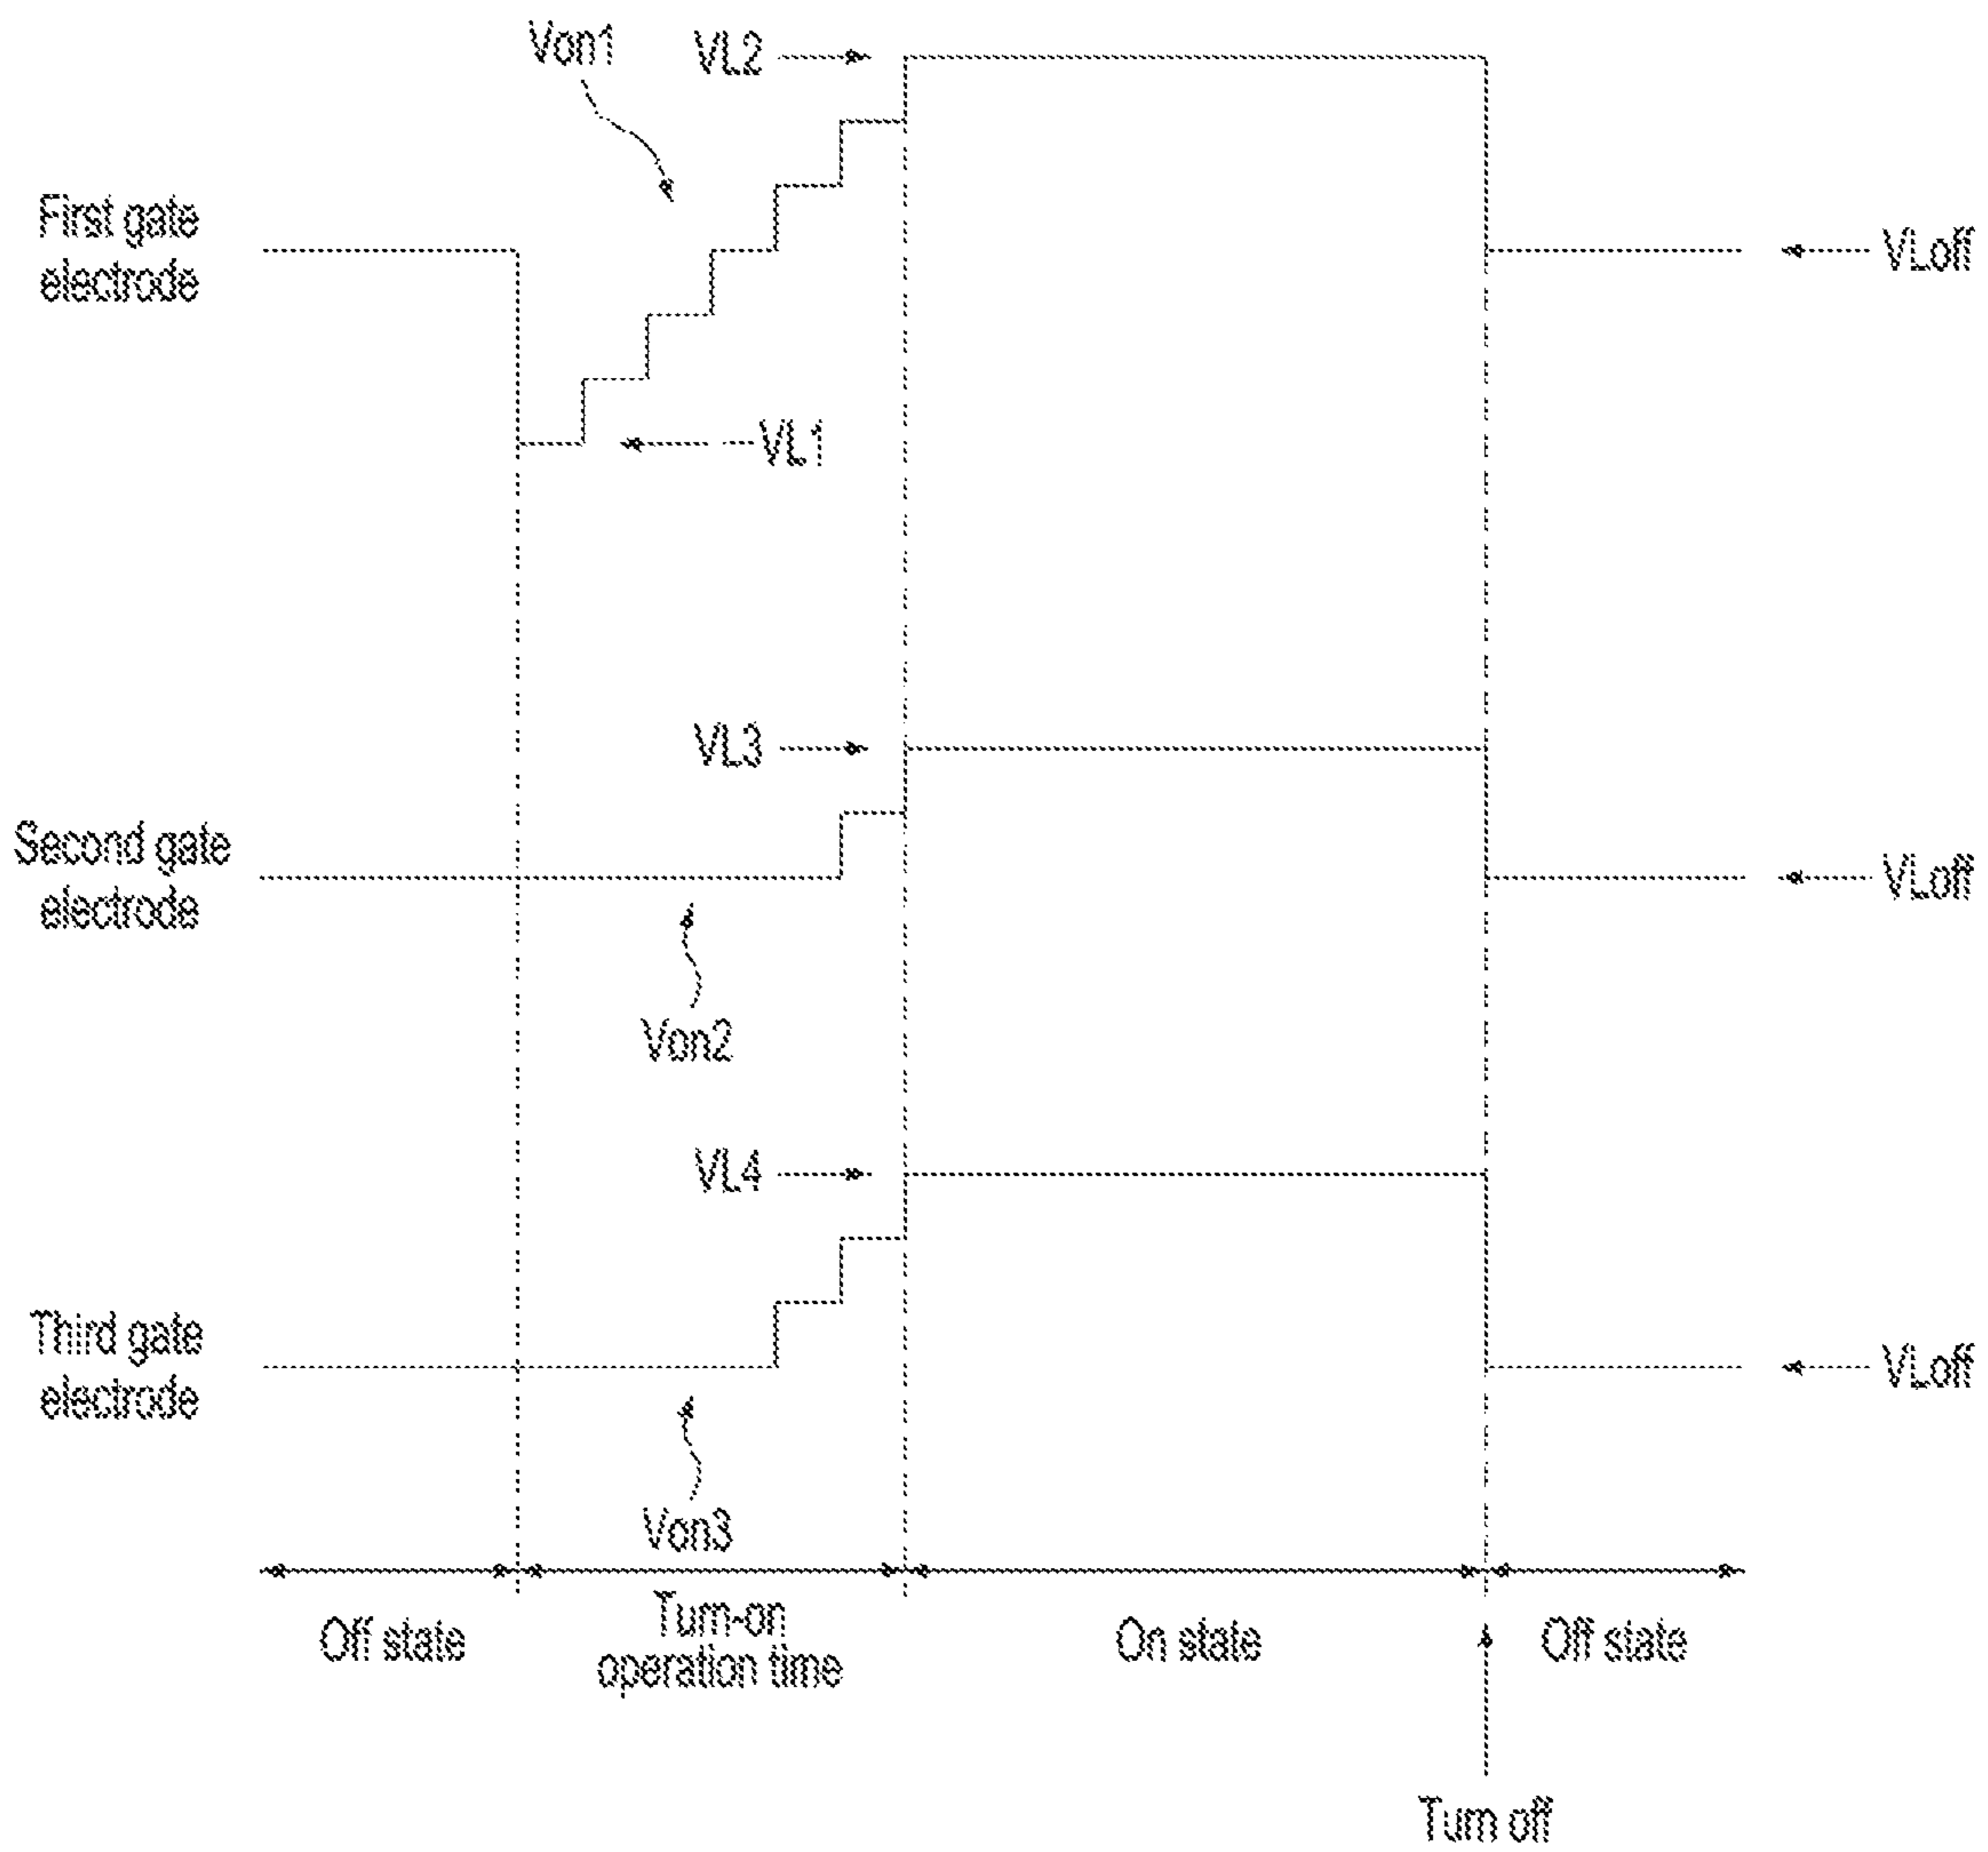 Von1
VL2
First gate
electrode
VLoff
VL1
VL3
Second gate
electrode
VLoff
Von2
VL4
Third gate
electrode
VLoff
Von3
Off state
Turn-on
operation time
On state
Off state
Turn off